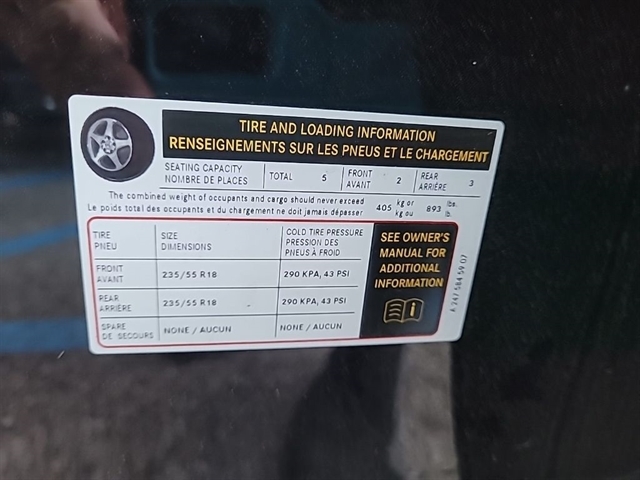 TIRE AND LOADING INFORMATION
RENSEIGNEMENTS SUR LES PNEUS ET LE CHARGEMENT
SEATING CAPACITY
NOMBRE DE PLACES
TOTAL 5
FRONT
AVANT 2
REAR
ARRIÈRE 3
The combined weight of occupants and cargo should never exceed
Le poids total des occupants et du chargement ne doit jamais dépasser
405 kg or
kg ou
893 lbs.
lb.
TIRE
PNEU
SIZE
DIMENSIONS
COLD TIRE PRESSURE
PRESSION DES
PNEUS À FROID
FRONT
AVANT
235/55 R18
290 KPA, 43 PSI
REAR
ARRIÈRE
235/55 R18
290 KPA, 43 PSI
SPARE
DE SECOURS
NONE / AUCUN
NONE / AUCUN
SEE OWNER'S
MANUAL FOR
ADDITIONAL
INFORMATION
A 247 584 59 07